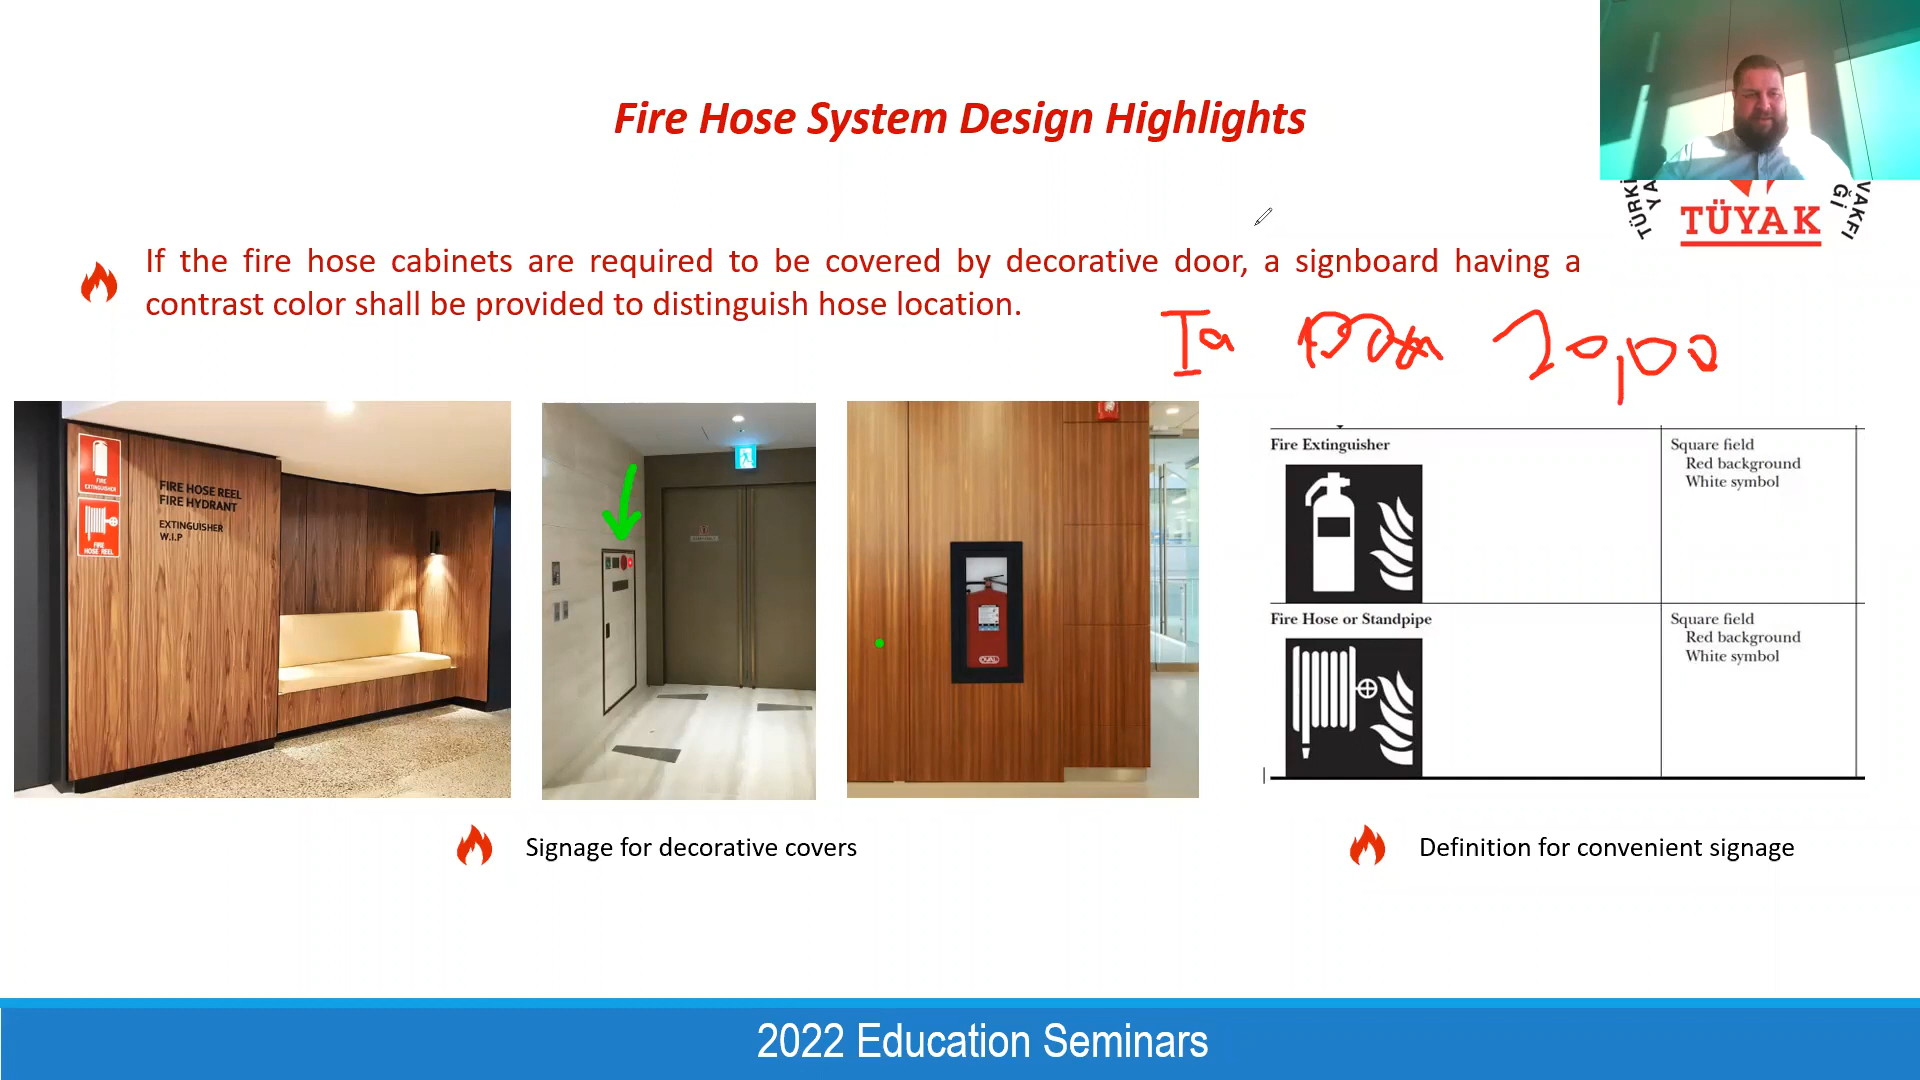 Fire Hose System Design Highlights
TÜRKİ
YA
VAKFI
Ğİ
TÜYAK
If the fire hose cabinets are required to be covered by decorative door, a signboard having a
contrast color shall be provided to distinguish hose location.
FIRE
EXTINGUISHER
FIRE
HOSE REEL
FIRE HOSE REEL
FIRE HYDRANT
EXTINGUISHER
W.I.P
OVAL
Fire Extinguisher
Square field
Red background
White symbol
Fire Hose or Standpipe
Square field
Red background
White symbol
Signage for decorative covers
Definition for convenient signage
2022 Education Seminars